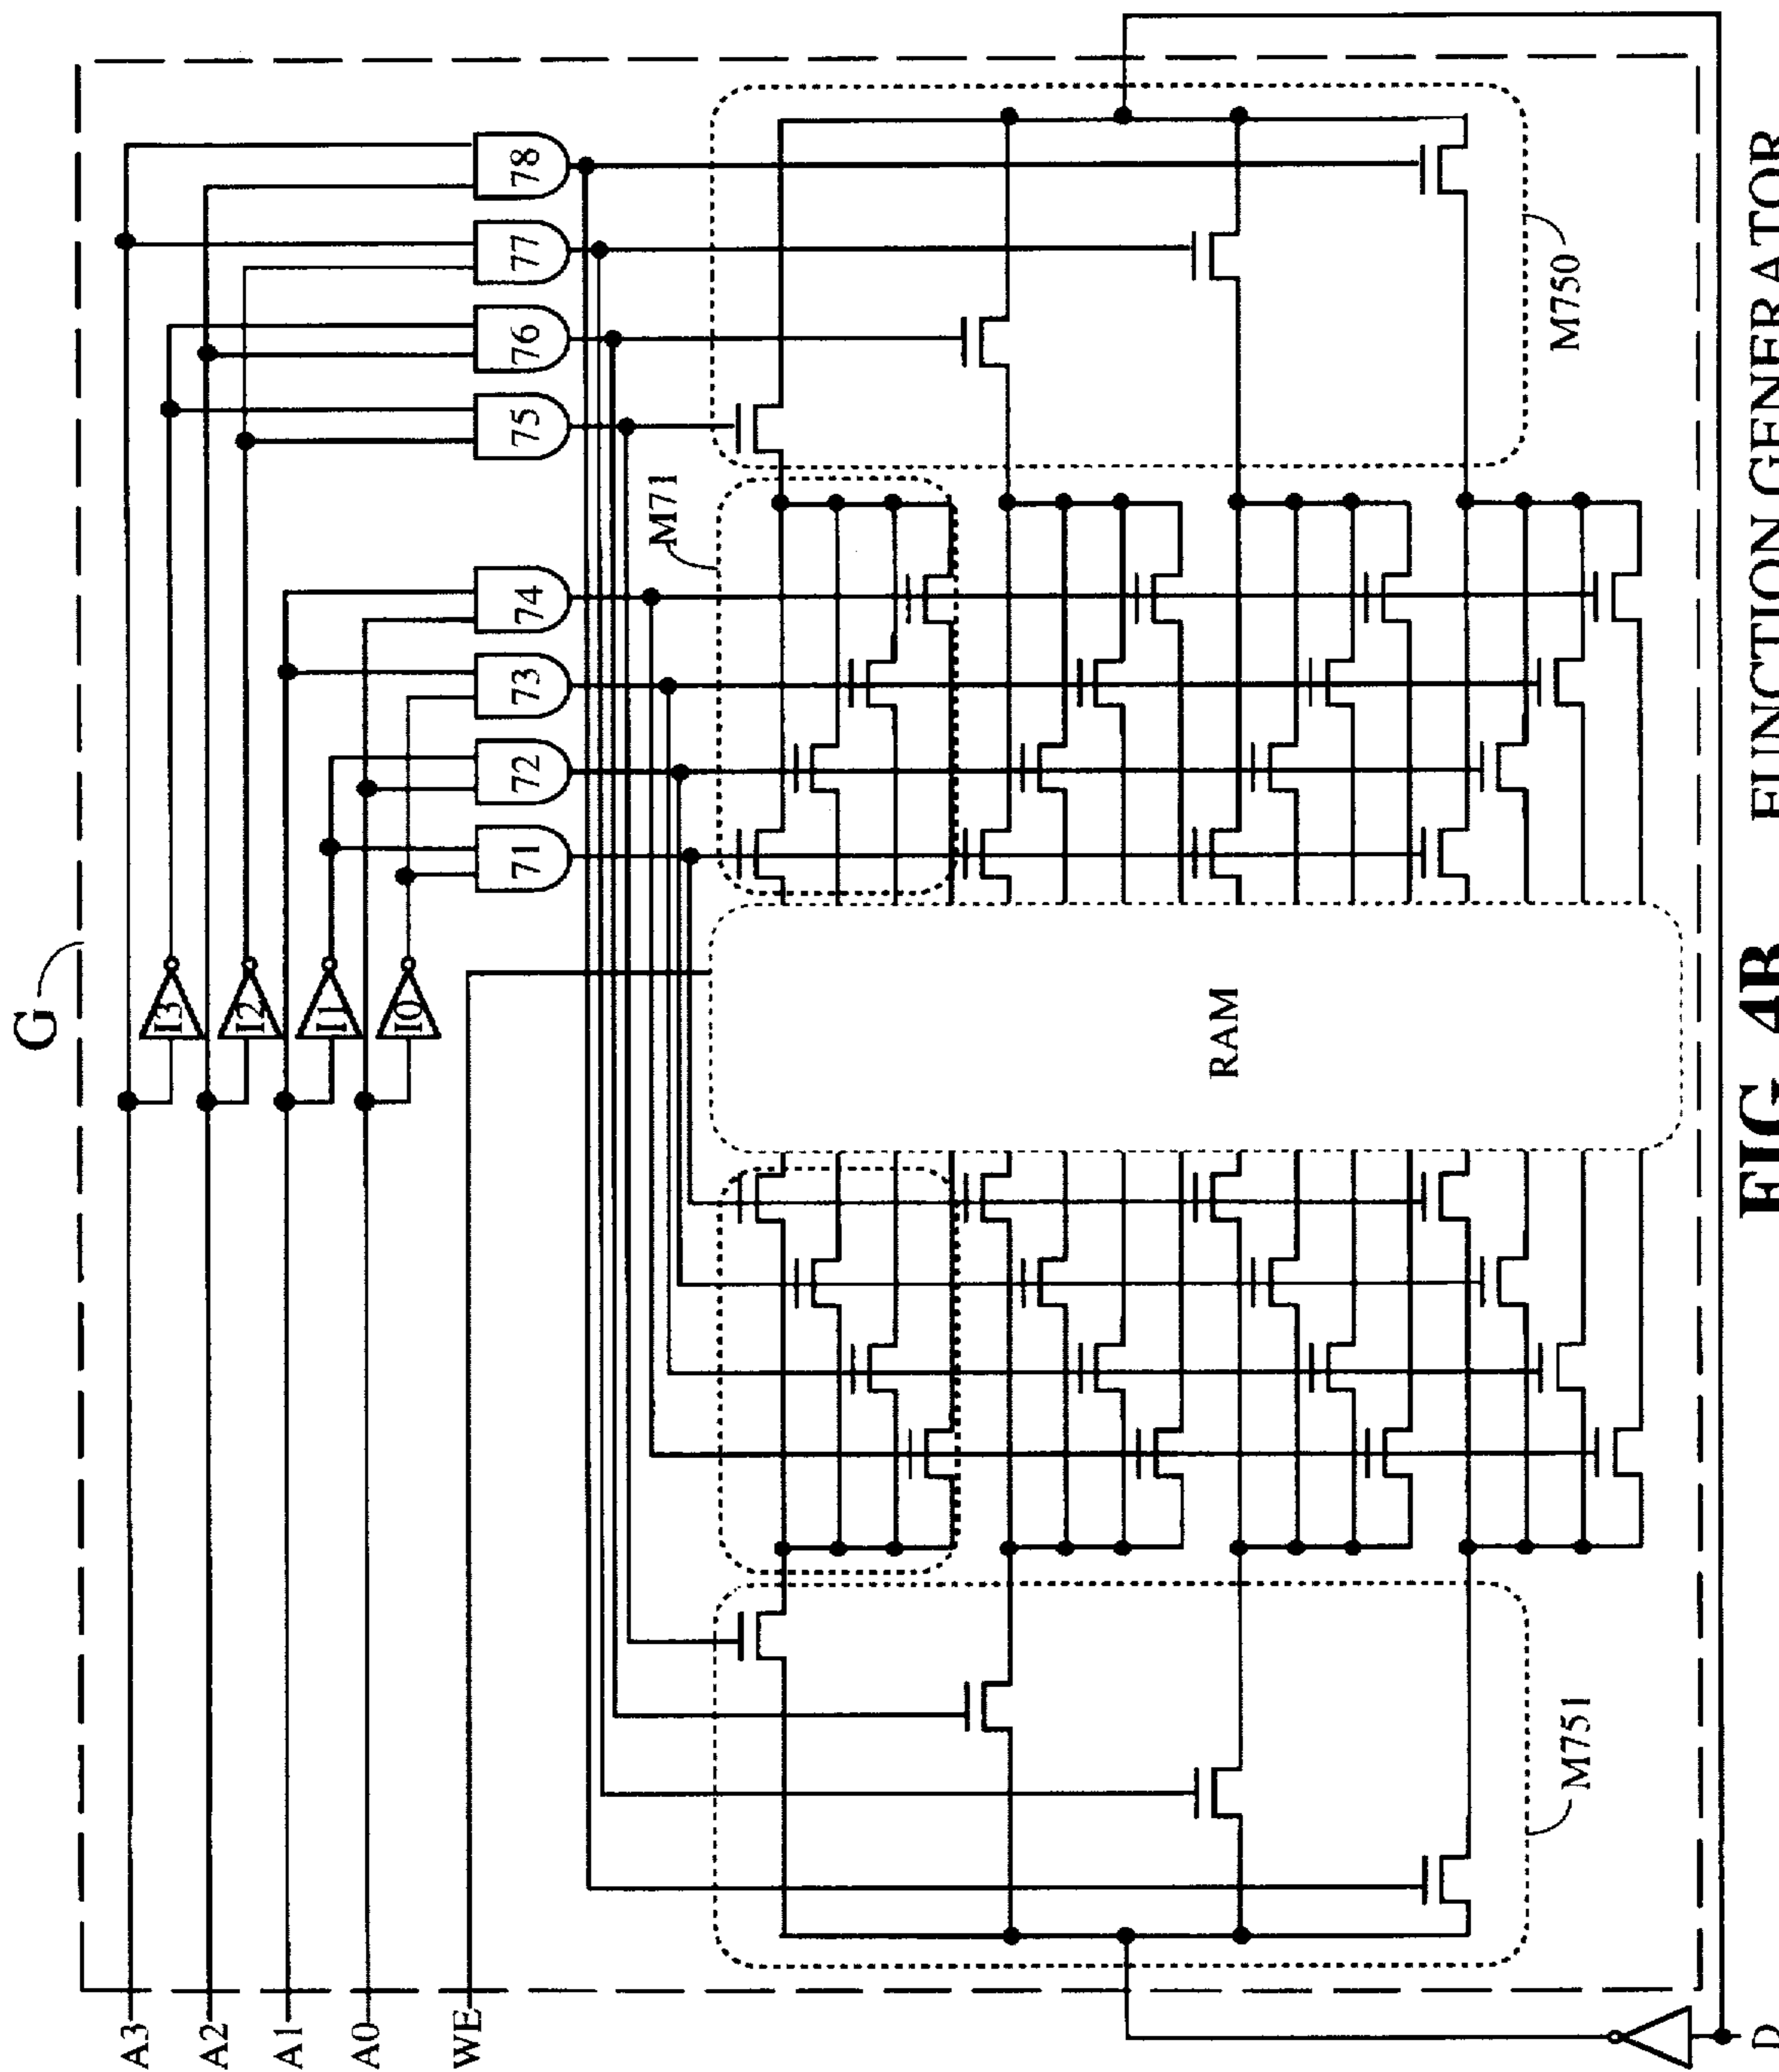 G
A3
A2
A1
A0
WE
D
I3
I2
I1
I0
71
72
73
74
75
76
77
78
M71
RAM
M750
M751
FIG. 4B FUNCTION GENERATOR